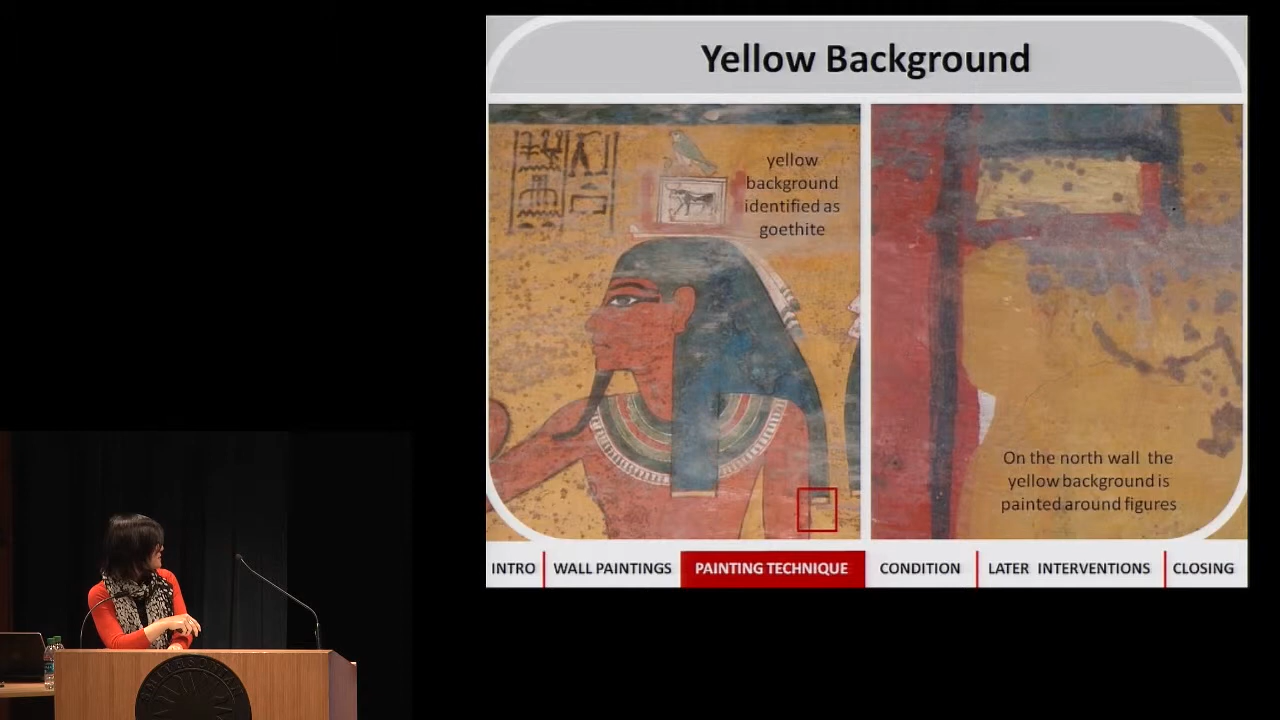 Yellow Background
yellow
background
identified as
goethite
On the north wall the
yellow background is
painted around figures
INTRO
WALL PAINTINGS
PAINTING TECHNIQUE
CONDITION
LATER INTERVENTIONS
CLOSING